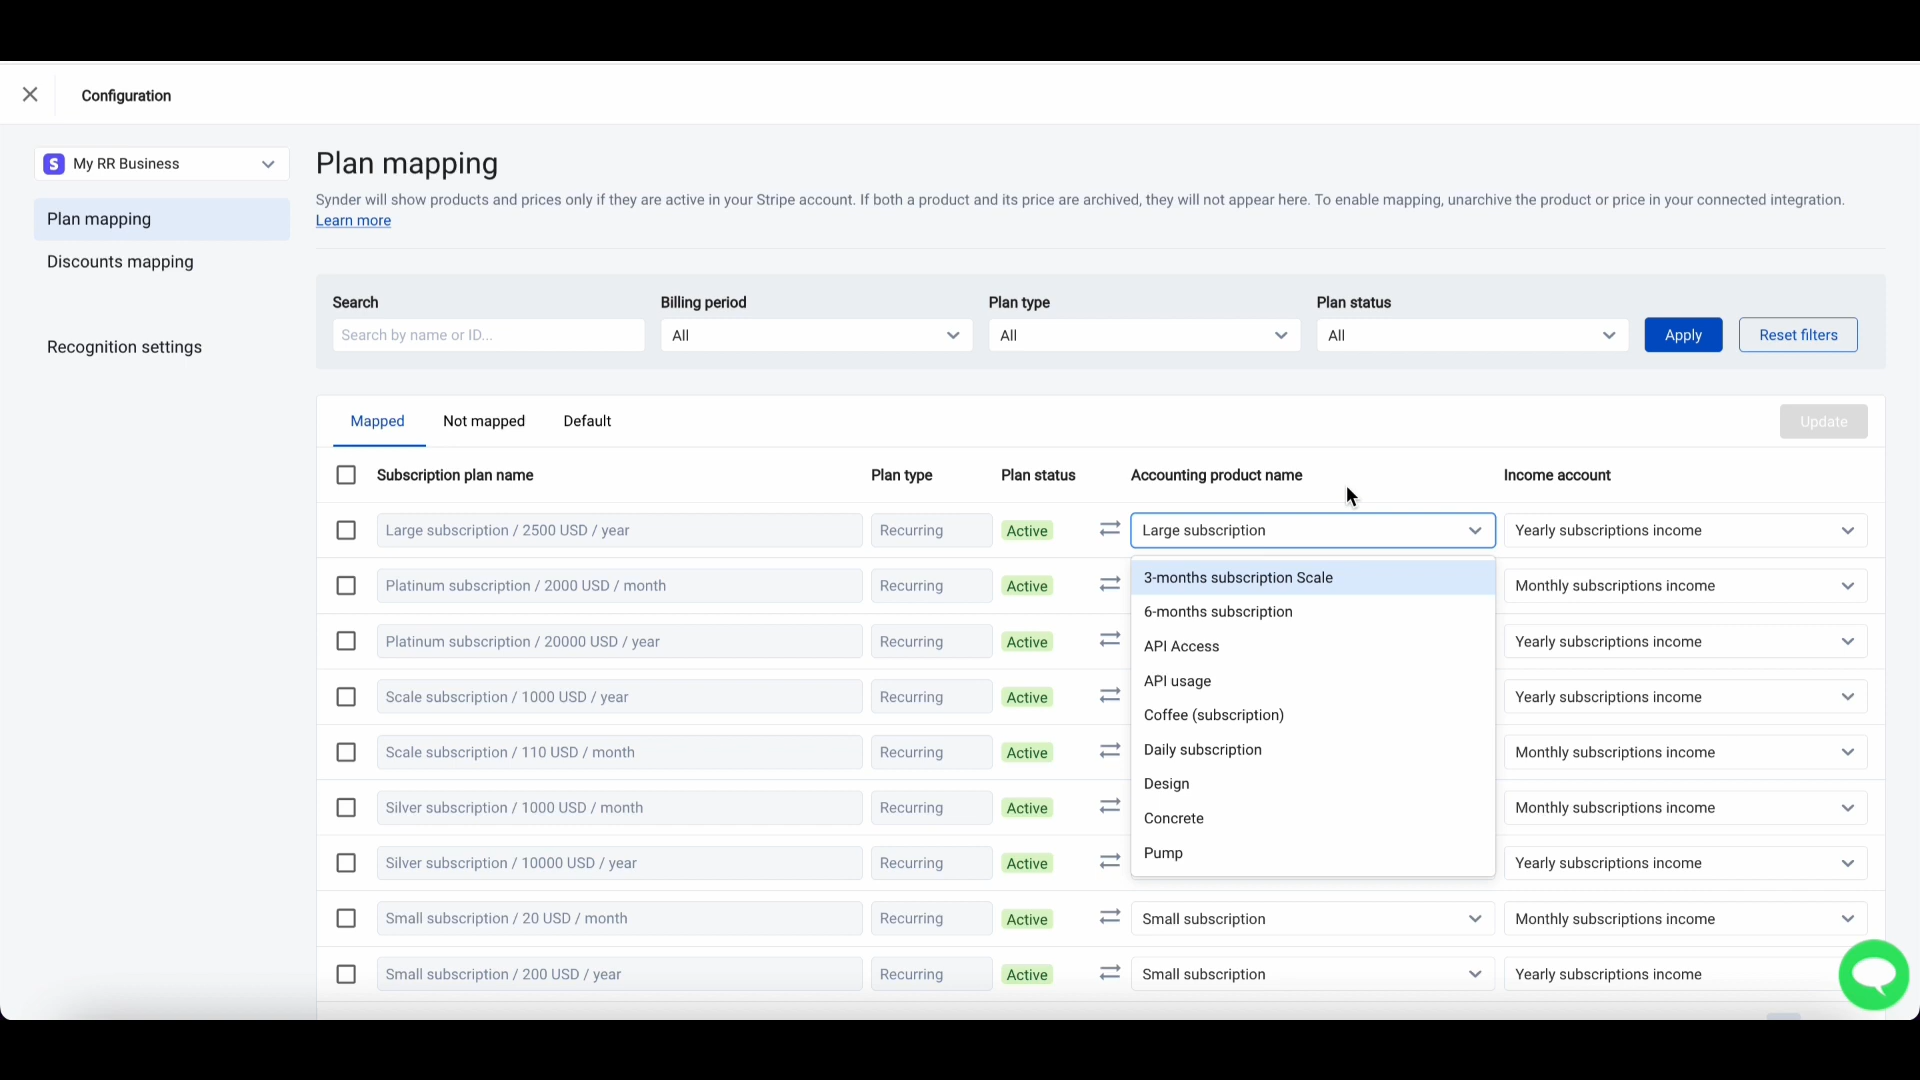 Configuration
S My RR Business
Plan mapping
Discounts mapping
Recognition settings
Plan mapping
Synder will show products and prices only if they are active in your Stripe account. If both a product and its price are archived, they will not appear here. To enable mapping, unarchive the product or price in your connected integration.
Learn more
Search Billing period Plan type Plan status
Search by name or ID... All All All Apply Reset filters
Mapped Not mapped Default Update
Subscription plan name Plan type Plan status Accounting product name Income account
Large subscription / 2500 USD / year Recurring Active Large subscription Yearly subscriptions income
Platinum subscription / 2000 USD / month Recurring Active Monthly subscriptions income
Platinum subscription / 20000 USD / year Recurring Active Yearly subscriptions income
Scale subscription / 1000 USD / year Recurring Active Yearly subscriptions income
Scale subscription / 110 USD / month Recurring Active Monthly subscriptions income
Silver subscription / 1000 USD / month Recurring Active Monthly subscriptions income
Silver subscription / 10000 USD / year Recurring Active Yearly subscriptions income
Small subscription / 20 USD / month Recurring Active Small subscription Monthly subscriptions income
Small subscription / 200 USD / year Recurring Active Small subscription Yearly subscriptions income
3-months subscription Scale
6-months subscription
API Access
API usage
Coffee (subscription)
Daily subscription
Design
Concrete
Pump